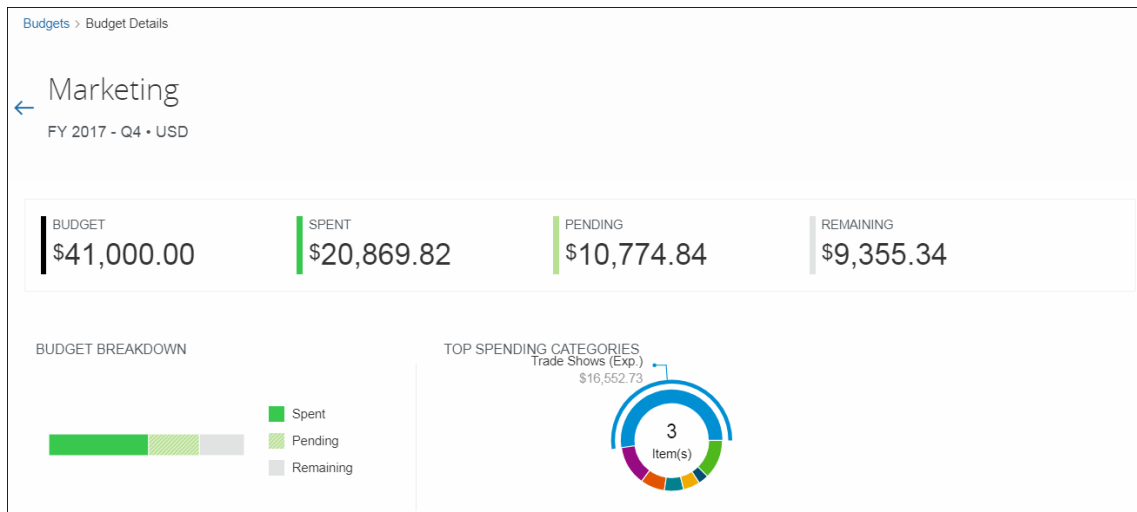 Budgets > Budget Details
Marketing
FY 2017 - Q4 • USD
BUDGET
$41,000.00
SPENT
$20,869.82
PENDING
$10,774.84
REMAINING
$9,355.34
BUDGET BREAKDOWN
Spent
Pending
Remaining
TOP SPENDING CATEGORIES
Trade Shows (Exp.)
$16,552.73
3
Item(s)